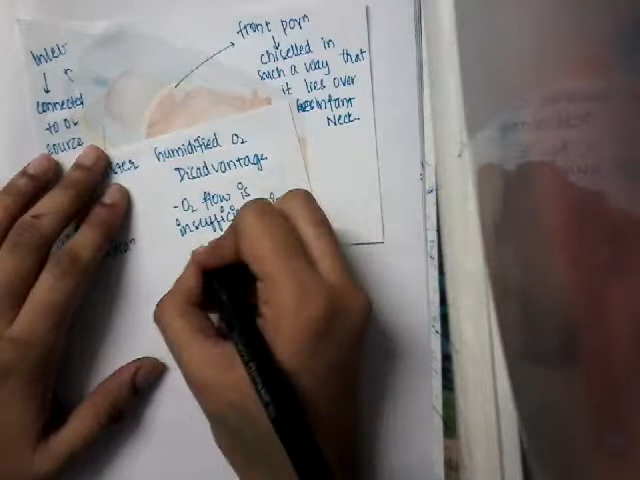 Inlet
connected
to O2
source
front porn
chiselled in
such a way that
it lies over
infant
Neck
humidified O2
Disadvantage
- O2 flow is